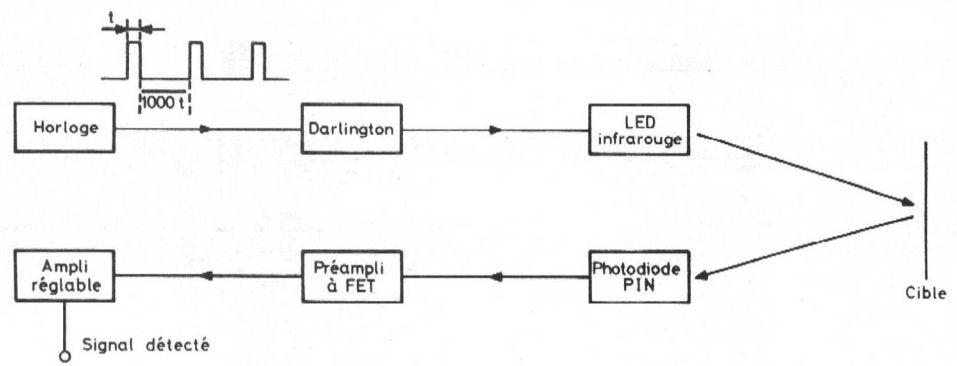 t
1000 t
Horloge
Darlington
LED
infrarouge
Ampli
réglable
Préampli
à FET
Photodiode
PIN
Cible
Signal détecté